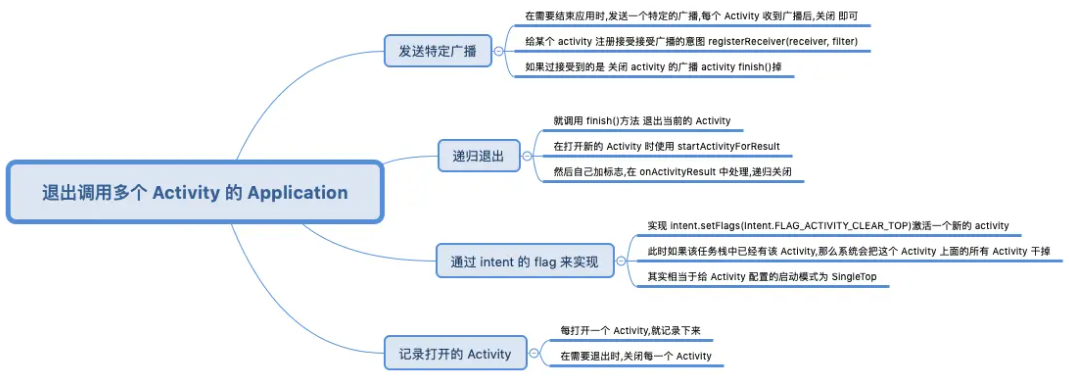 退出调用多个 Activity 的 Application
发送特定广播
在需要结束应用时,发送一个特定的广播,每个 Activity 收到广播后,关闭 即可
给某个 activity 注册接受接受广播的意图 registerReceiver(receiver, filter)
如果过接受到的是 关闭 activity 的广播 activity finish()掉
递归退出
就调用 finish()方法 退出当前的 Activity
在打开新的 Activity 时使用 startActivityForResult
然后自己加标志,在 onActivityResult 中处理,递归关闭
通过 intent 的 flag 来实现
实现 intent.setFlags(Intent.FLAG_ACTIVITY_CLEAR_TOP)激活一个新的 activity
此时如果该任务栈中已经有该 Activity,那么系统会把这个 Activity 上面的所有 Activity 干掉
其实相当于给 Activity 配置的启动模式为 SingleTop
记录打开的 Activity
每打开一个 Activity,就记录下来
在需要退出时,关闭每一个 Activity